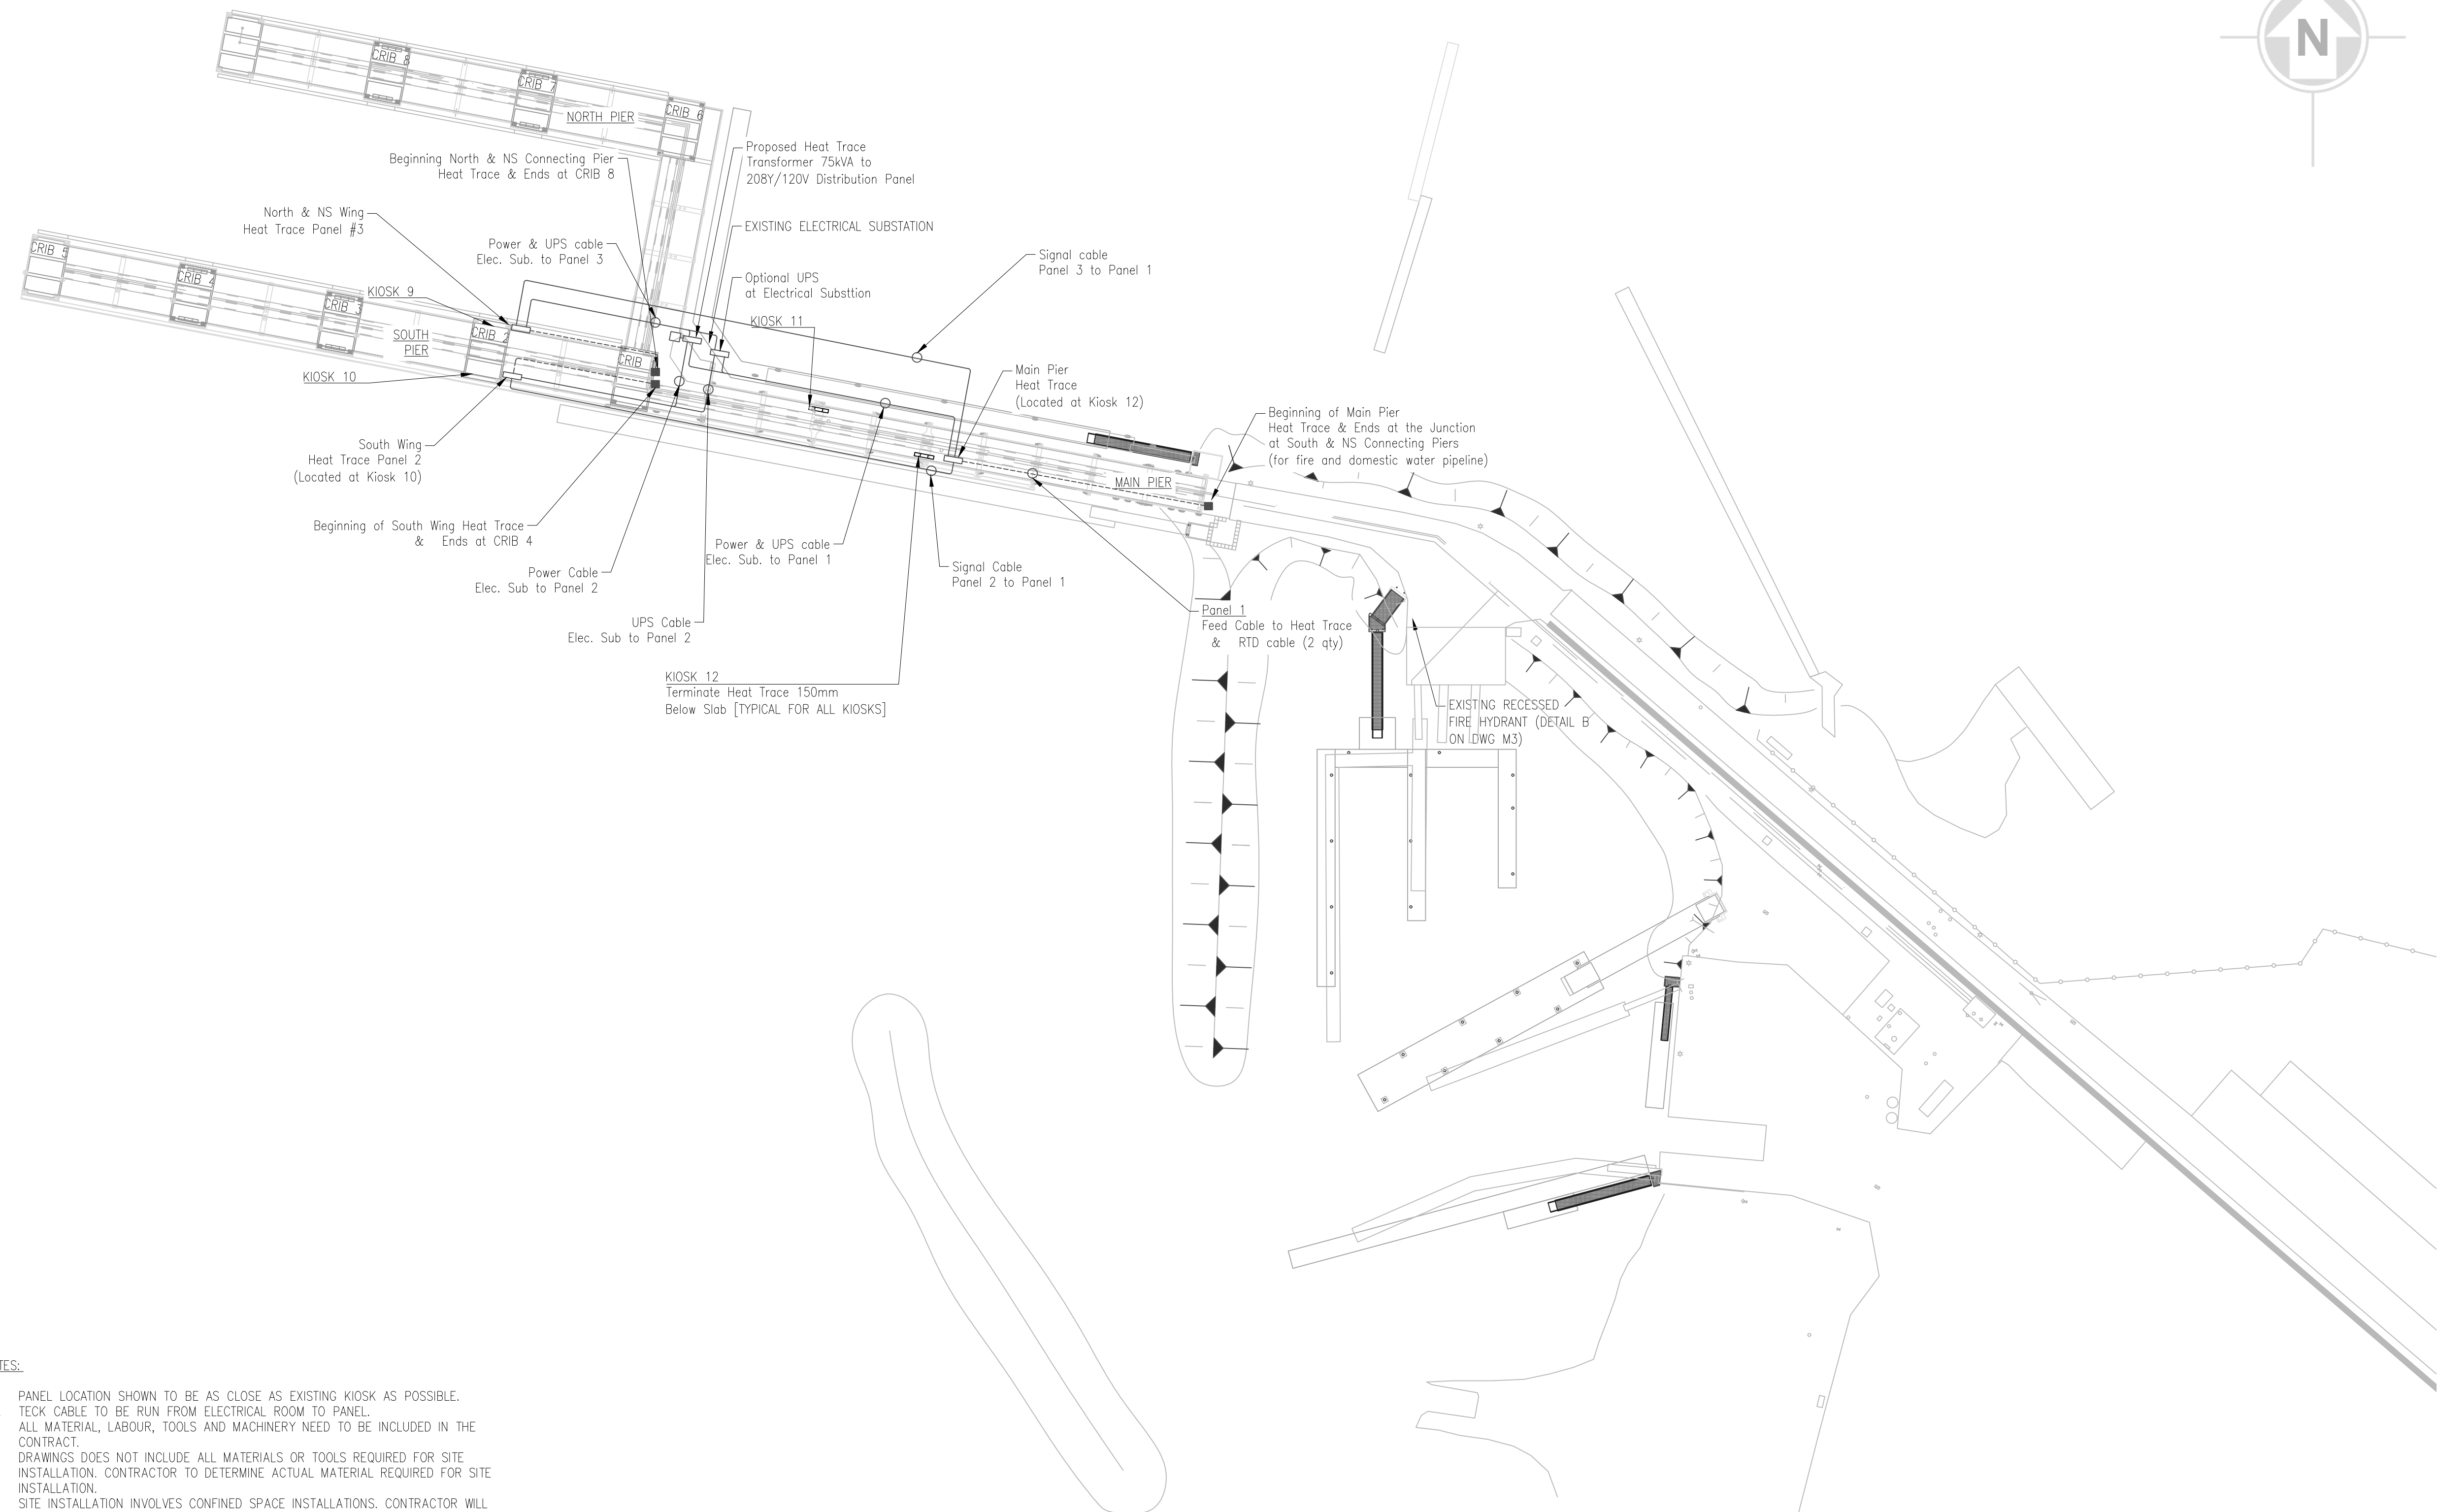 N
CRIB 8
CRIB 7
CRIB 6
NORTH PIER
Beginning North & NS Connecting Pier
Heat Trace & Ends at CRIB 8
Proposed Heat Trace
Transformer 75kVA to
208Y/120V Distribution Panel
North & NS Wing
Heat Trace Panel #3
EXISTING ELECTRICAL SUBSTATION
Power & UPS cable
Elec. Sub. to Panel 3
Signal cable
Panel 3 to Panel 1
CRIB 5
CRIB 4
CRIB 3
CRIB 2
CRIB
Optional UPS
at Electrical Substtion
KIOSK 9
KIOSK 11
SOUTH
PIER
KIOSK 10
Main Pier
Heat Trace
(Located at Kiosk 12)
Beginning of Main Pier
Heat Trace & Ends at the Junction
at South & NS Connecting Piers
(for fire and domestic water pipeline)
South Wing
Heat Trace Panel 2
(Located at Kiosk 10)
MAIN PIER
Beginning of South Wing Heat Trace
& Ends at CRIB 4
Power & UPS cable
Elec. Sub. to Panel 1
Signal Cable
Panel 2 to Panel 1
Power Cable
Elec. Sub to Panel 2
Panel 1
Feed Cable to Heat Trace
& RTD cable (2 qty)
UPS Cable
Elec. Sub to Panel 2
KIOSK 12
Terminate Heat Trace 150mm
Below Slab [TYPICAL FOR ALL KIOSKS]
EXISTING RECESSED
FIRE HYDRANT (DETAIL B
ON DWG M3)
TES:
PANEL LOCATION SHOWN TO BE AS CLOSE AS EXISTING KIOSK AS POSSIBLE.
TECK CABLE TO BE RUN FROM ELECTRICAL ROOM TO PANEL.
ALL MATERIAL, LABOUR, TOOLS AND MACHINERY NEED TO BE INCLUDED IN THE
CONTRACT.
DRAWINGS DOES NOT INCLUDE ALL MATERIALS OR TOOLS REQUIRED FOR SITE
INSTALLATION. CONTRACTOR TO DETERMINE ACTUAL MATERIAL REQUIRED FOR SITE
INSTALLATION.
SITE INSTALLATION INVOLVES CONFINED SPACE INSTALLATIONS. CONTRACTOR WILL